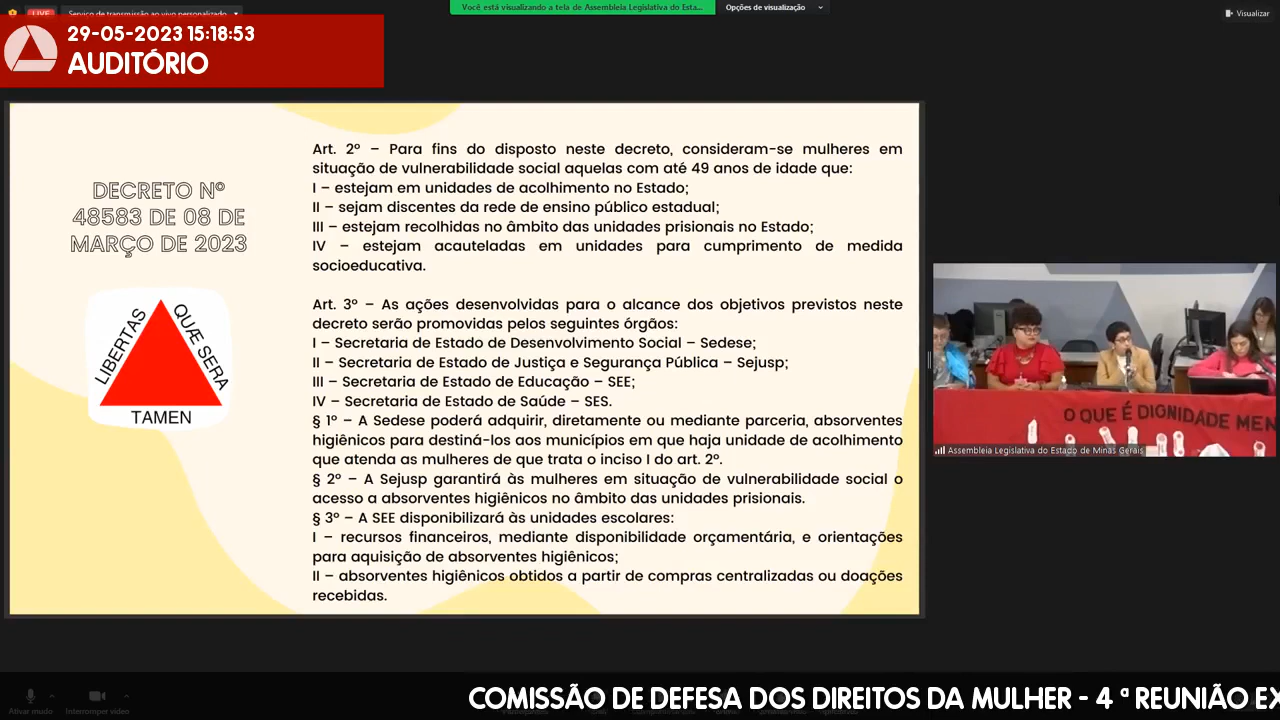 LIVE
Serviço de transmissão ao vivo personalizado
Você está visualizando a tela de Assembleia Legislativa do Esta...
Opções de visualização
Visualizar
29-05-2023 15:18:53
AUDITÓRIO
DECRETO Nº
48583 DE 08 DE
MARÇO DE 2023
LIBERTAS
QUÆ SERA
TAMEN
Art. 2º – Para fins do disposto neste decreto, consideram-se mulheres em
situação de vulnerabilidade social aquelas com até 49 anos de idade que:
I – estejam em unidades de acolhimento no Estado;
II – sejam discentes da rede de ensino público estadual;
III – estejam recolhidas no âmbito das unidades prisionais no Estado;
IV – estejam acauteladas em unidades para cumprimento de medida
socioeducativa.
Art. 3º – As ações desenvolvidas para o alcance dos objetivos previstos neste
decreto serão promovidas pelos seguintes órgãos:
I – Secretaria de Estado de Desenvolvimento Social – Sedese;
II – Secretaria de Estado de Justiça e Segurança Pública – Sejusp;
III – Secretaria de Estado de Educação – SEE;
IV – Secretaria de Estado de Saúde – SES.
§ 1º – A Sedese poderá adquirir, diretamente ou mediante parceria, absorventes
higiênicos para destiná-los aos municípios em que haja unidade de acolhimento
que atenda as mulheres de que trata o inciso I do art. 2º.
§ 2º – A Sejusp garantirá às mulheres em situação de vulnerabilidade social o
acesso a absorventes higiênicos no âmbito das unidades prisionais.
§ 3º – A SEE disponibilizará às unidades escolares:
I – recursos financeiros, mediante disponibilidade orçamentária, e orientações
para aquisição de absorventes higiênicos;
II – absorventes higiênicos obtidos a partir de compras centralizadas ou doações
recebidas.
O QUE É DIGNIDADE MEN
Assembleia Legislativa do Estado de Minas Gerais
Ativar mudo
Interromper vídeo
COMISSÃO DE DEFESA DOS DIREITOS DA MULHER - 4 ª REUNIÃO EX